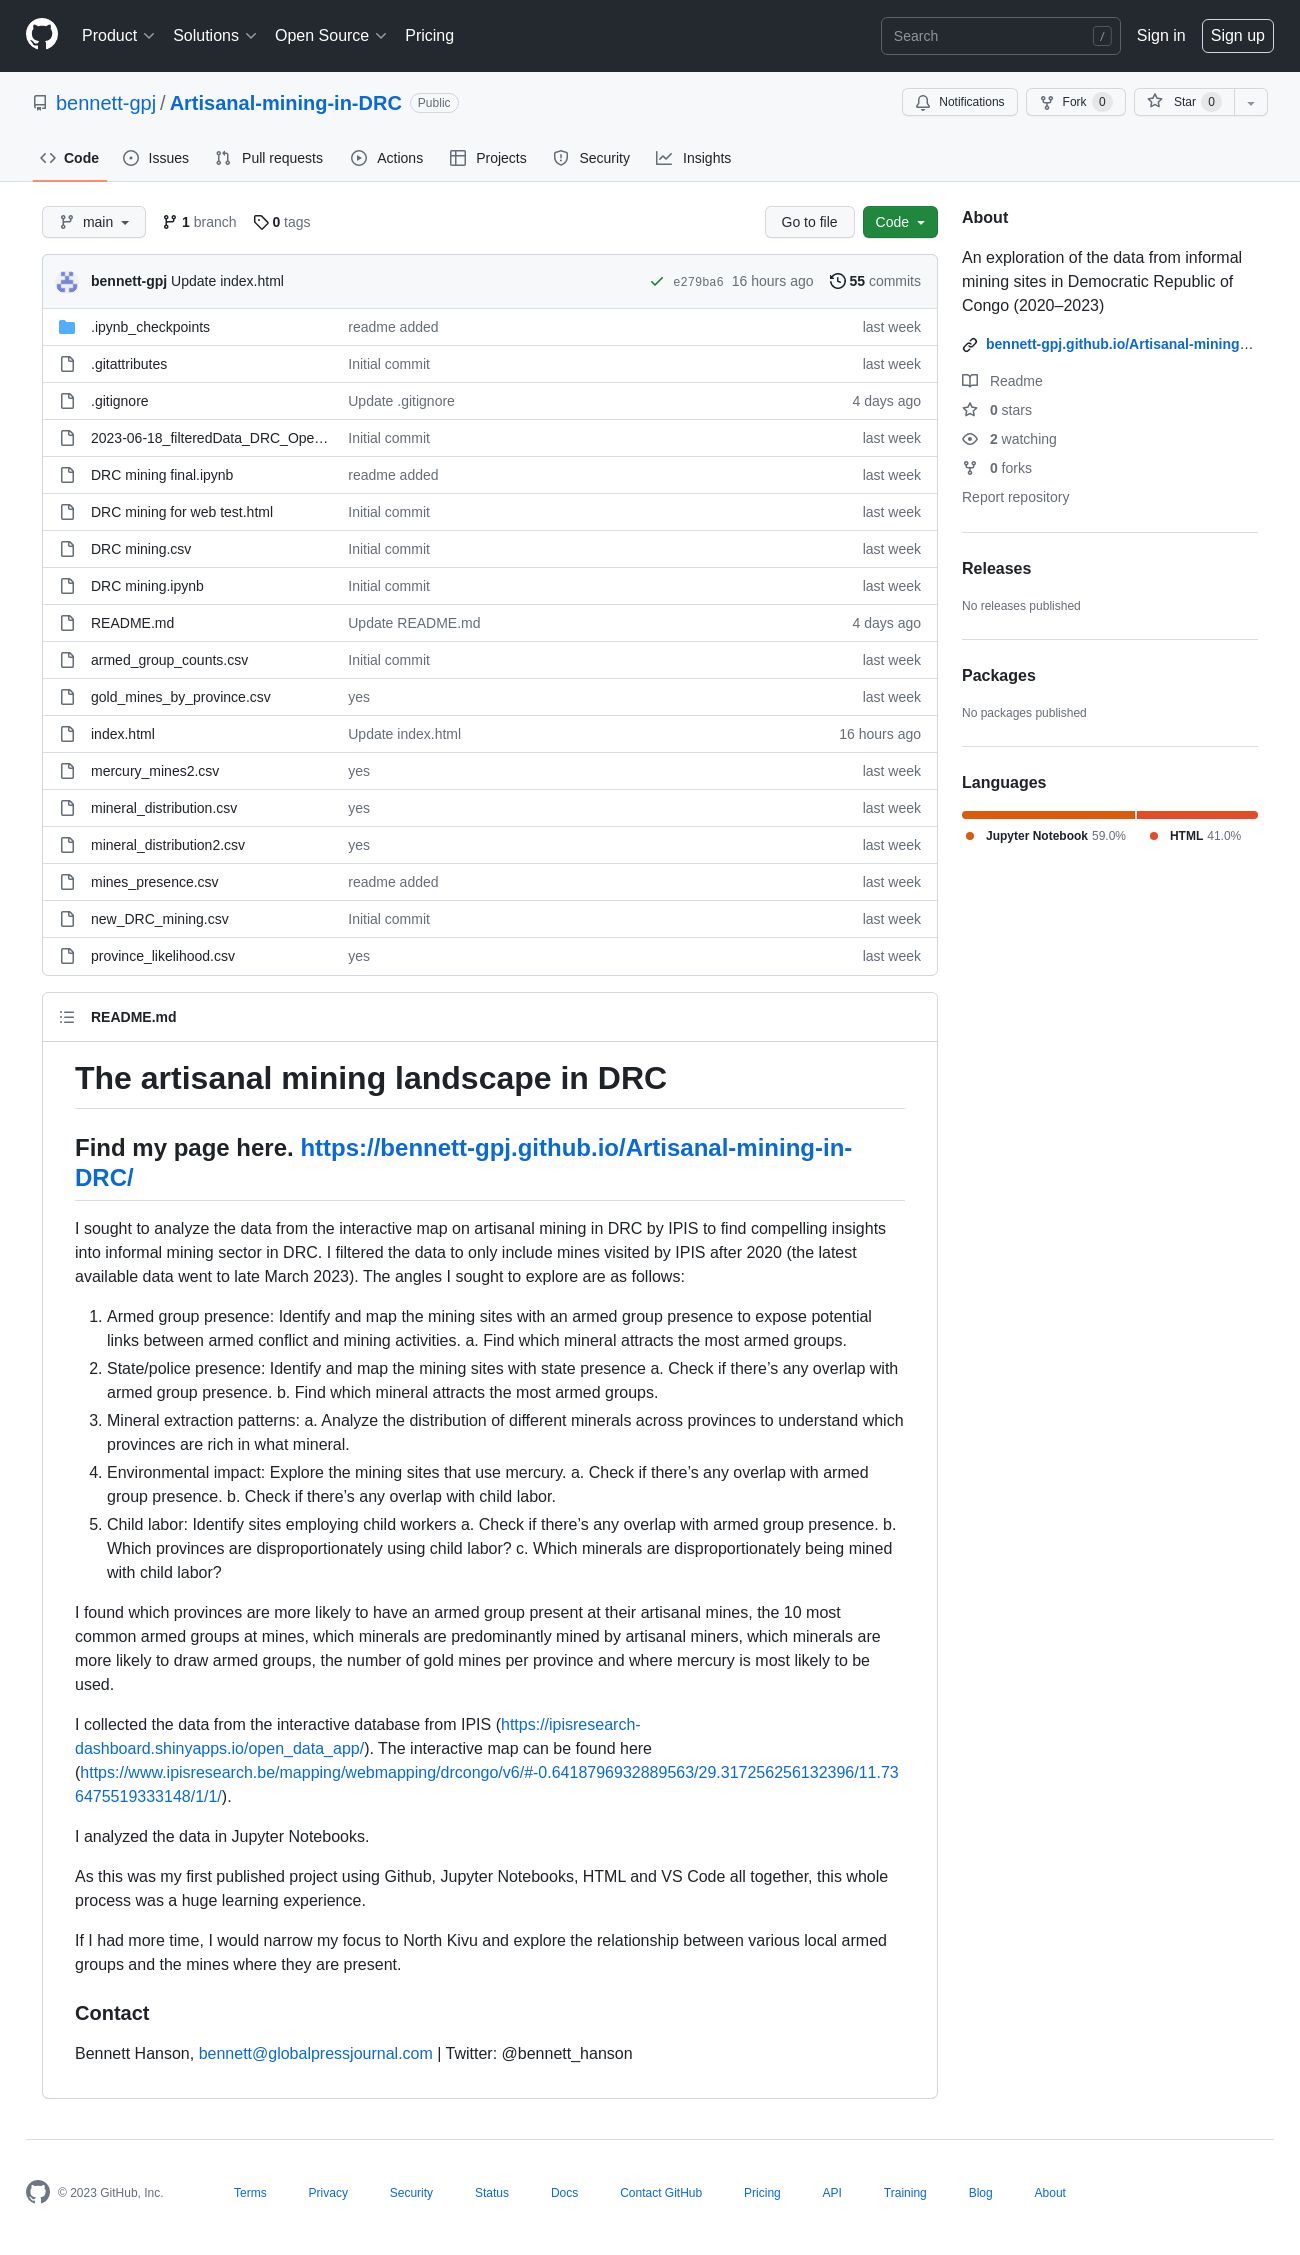 Product
Solutions
Open Source
Pricing
Search
/
Sign in
Sign up
bennett-gpj / Artisanal-mining-in-DRC Public
Notifications
Fork 0
Star 0
Code
Issues
Pull requests
Actions
Projects
Security
Insights
main
1 branch
0 tags
Go to file
Code
bennett-gpj Update index.html
e279ba6 16 hours ago
55 commits
.ipynb_checkpoints readme added last week
.gitattributes Initial commit last week
.gitignore Update .gitignore 4 days ago
2023-06-18_filteredData_DRC_Ope… Initial commit last week
DRC mining final.ipynb readme added last week
DRC mining for web test.html Initial commit last week
DRC mining.csv Initial commit last week
DRC mining.ipynb Initial commit last week
README.md Update README.md 4 days ago
armed_group_counts.csv Initial commit last week
gold_mines_by_province.csv yes last week
index.html Update index.html 16 hours ago
mercury_mines2.csv yes last week
mineral_distribution.csv yes last week
mineral_distribution2.csv yes last week
mines_presence.csv readme added last week
new_DRC_mining.csv Initial commit last week
province_likelihood.csv yes last week
README.md
The artisanal mining landscape in DRC
Find my page here. https://bennett-gpj.github.io/Artisanal-mining-in-
DRC/
I sought to analyze the data from the interactive map on artisanal mining in DRC by IPIS to find compelling insights
into informal mining sector in DRC. I filtered the data to only include mines visited by IPIS after 2020 (the latest
available data went to late March 2023). The angles I sought to explore are as follows:
1. Armed group presence: Identify and map the mining sites with an armed group presence to expose potential
links between armed conflict and mining activities. a. Find which mineral attracts the most armed groups.
2. State/police presence: Identify and map the mining sites with state presence a. Check if there’s any overlap with
armed group presence. b. Find which mineral attracts the most armed groups.
3. Mineral extraction patterns: a. Analyze the distribution of different minerals across provinces to understand which
provinces are rich in what mineral.
4. Environmental impact: Explore the mining sites that use mercury. a. Check if there’s any overlap with armed
group presence. b. Check if there’s any overlap with child labor.
5. Child labor: Identify sites employing child workers a. Check if there’s any overlap with armed group presence. b.
Which provinces are disproportionately using child labor? c. Which minerals are disproportionately being mined
with child labor?
I found which provinces are more likely to have an armed group present at their artisanal mines, the 10 most
common armed groups at mines, which minerals are predominantly mined by artisanal miners, which minerals are
more likely to draw armed groups, the number of gold mines per province and where mercury is most likely to be
used.
I collected the data from the interactive database from IPIS (https://ipisresearch-
dashboard.shinyapps.io/open_data_app/). The interactive map can be found here
(https://www.ipisresearch.be/mapping/webmapping/drcongo/v6/#-0.6418796932889563/29.317256256132396/11.73
6475519333148/1/1/).
I analyzed the data in Jupyter Notebooks.
As this was my first published project using Github, Jupyter Notebooks, HTML and VS Code all together, this whole
process was a huge learning experience.
If I had more time, I would narrow my focus to North Kivu and explore the relationship between various local armed
groups and the mines where they are present.
Contact
Bennett Hanson, bennett@globalpressjournal.com | Twitter: @bennett_hanson
About
An exploration of the data from informal
mining sites in Democratic Republic of
Congo (2020–2023)
bennett-gpj.github.io/Artisanal-mining…
Readme
0 stars
2 watching
0 forks
Report repository
Releases
No releases published
Packages
No packages published
Languages
Jupyter Notebook 59.0%
HTML 41.0%
© 2023 GitHub, Inc.
Terms
Privacy
Security
Status
Docs
Contact GitHub
Pricing
API
Training
Blog
About